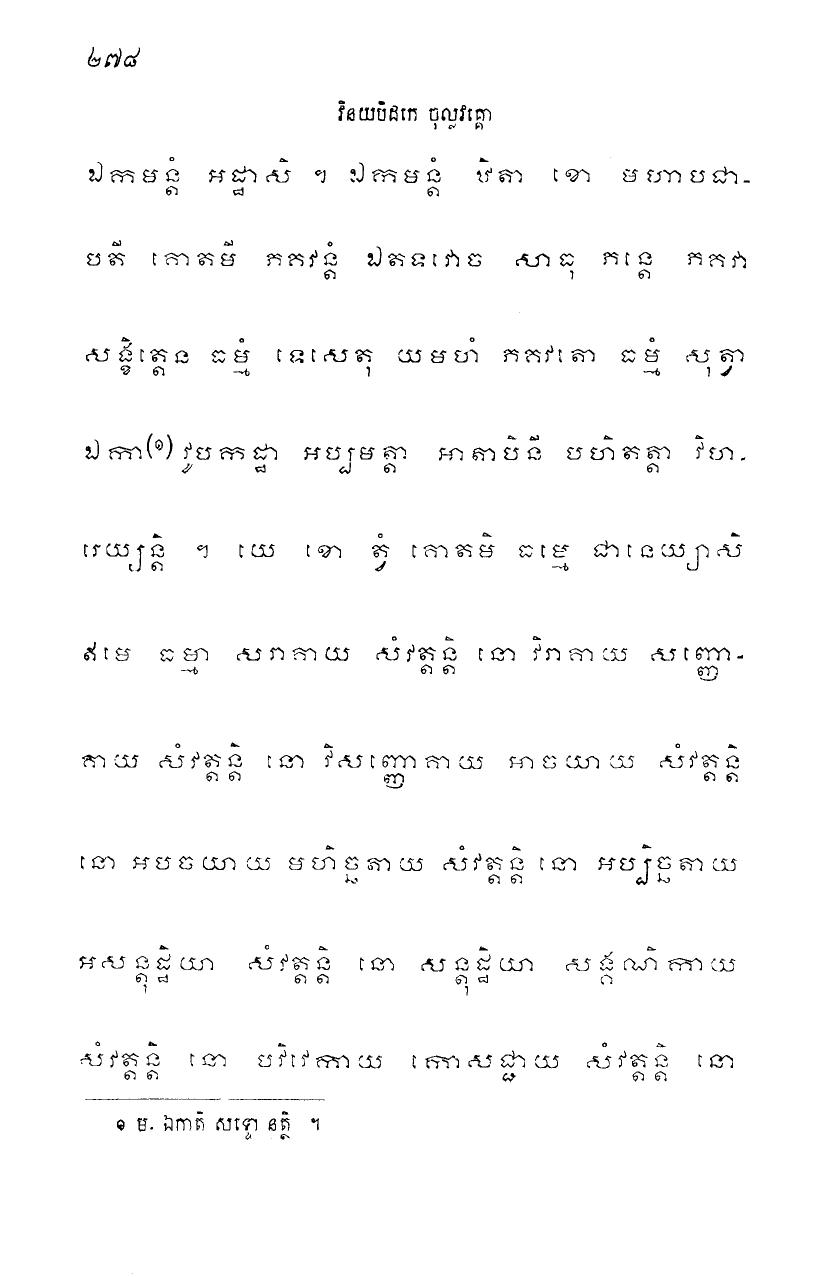 ២៧៨
វិនយបិដកេ ចុល្លវគ្គោ
ឯកមន្តំ អដ្ឋាសិ ។ ឯកមន្តំ ឋិតា ខោ មហាបជា-
បតី គោតមី ភគវន្តំ ឯតទវោច សាធុ ភន្តេ ភគវា
សង្ខិត្តេន ធម្មំ ទេសេតុ យមហំ ភគវតោ ធម្មំ សុត្វា
ឯកា(១) វូបកដ្ឋា អប្បមត្តា អាតាបិនី បហិតត្តា វិហ-
រេយ្យន្តិ ។ យេ ខោ ត្វំ គោតមិ ធម្មេ ជានេយ្យាសិ
ឥមេ ធម្មា សរាគាយ សំវត្តន្តិ នោ វិរាគាយ សញ្ញោ-
គាយ សំវត្តន្តិ នោ វិសញ្ញោគាយ អាចយាយ សំវត្តន្តិ
នោ អបចយាយ មហិច្ឆតាយ សំវត្តន្តិ នោ អប្បិច្ឆតាយ
អសន្តុដ្ឋិយា សំវត្តន្តិ នោ សន្តុដ្ឋិយា សង្គណិកាយ
សំវត្តន្តិ នោ បវិវេកាយ កោសជ្ជាយ សំវត្តន្តិ នោ
១ ម. ឯកាតិ សទ្ទោ នត្ថិ ។